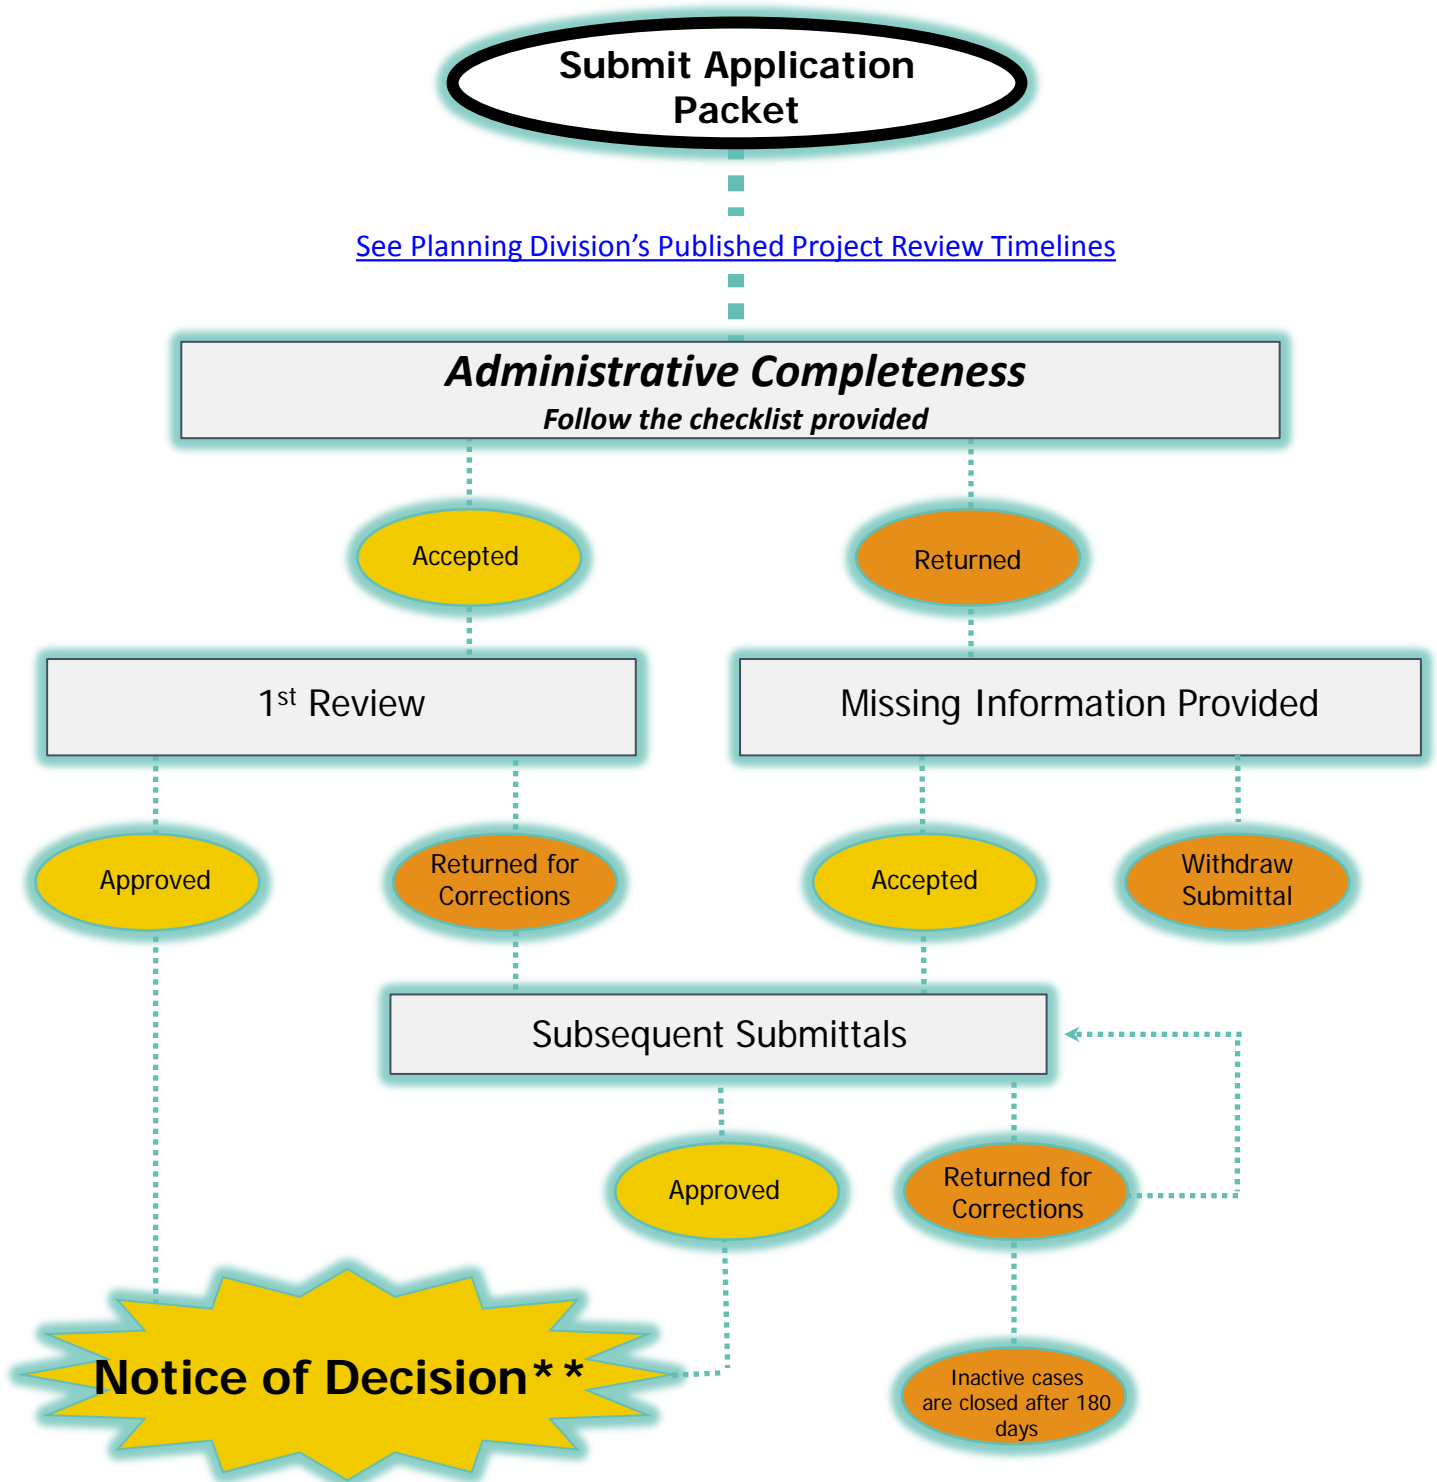 Submit Application
Packet
See Planning Division's Published Project Review Timelines
Administrative Completeness
Follow the checklist provided
Accepted
Returned
1st Review
Missing Information Provided
Approved
Returned for
Corrections
Accepted
Withdraw
Submittal
Subsequent Submittals
Approved
Returned for
Corrections
Notice of Decision**
Inactive cases
are closed after 180
days